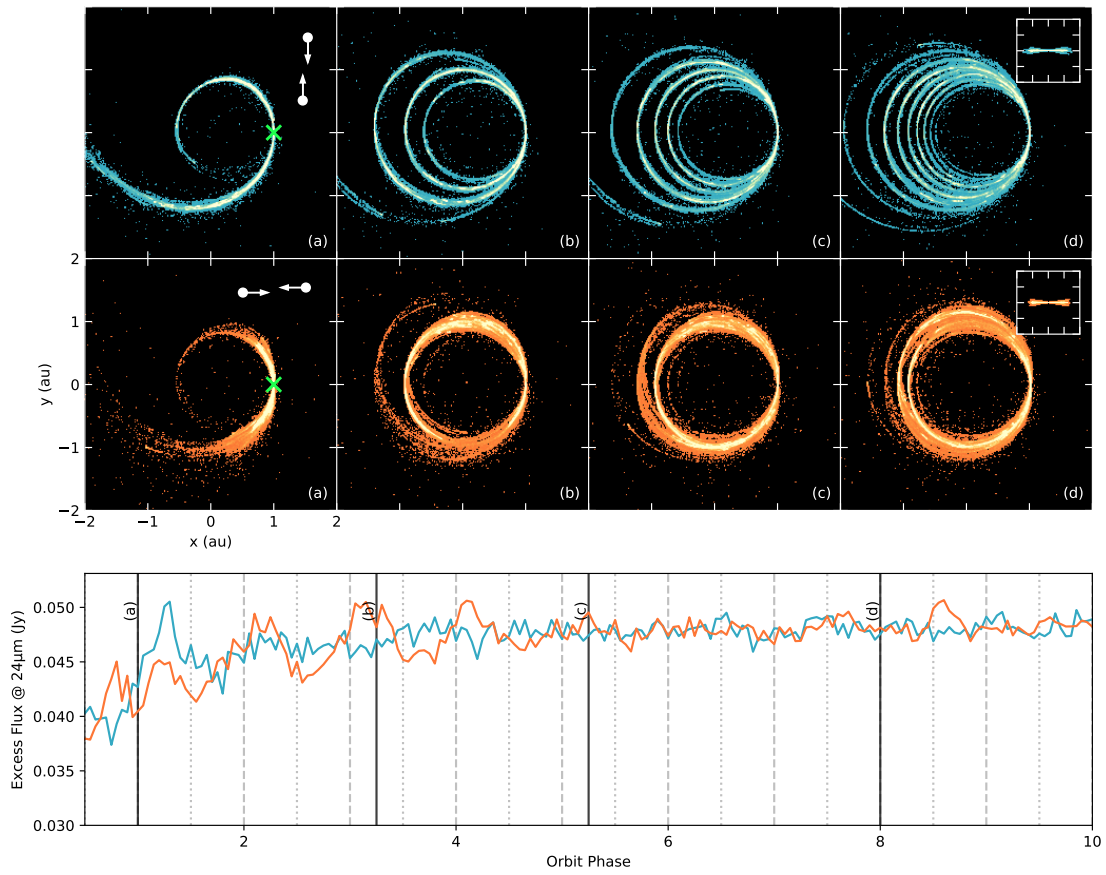 (a) (b) (c) (d)
2
1
0
−1
−2
y (au)
(a) (b) (c) (d)
−2 −1 0 1 2
x (au)
0.050
0.045
0.040
0.035
0.030
Excess Flux @ 24μm (Jy)
(a) (b) (c) (d)
2 4 6 8 10
Orbit Phase